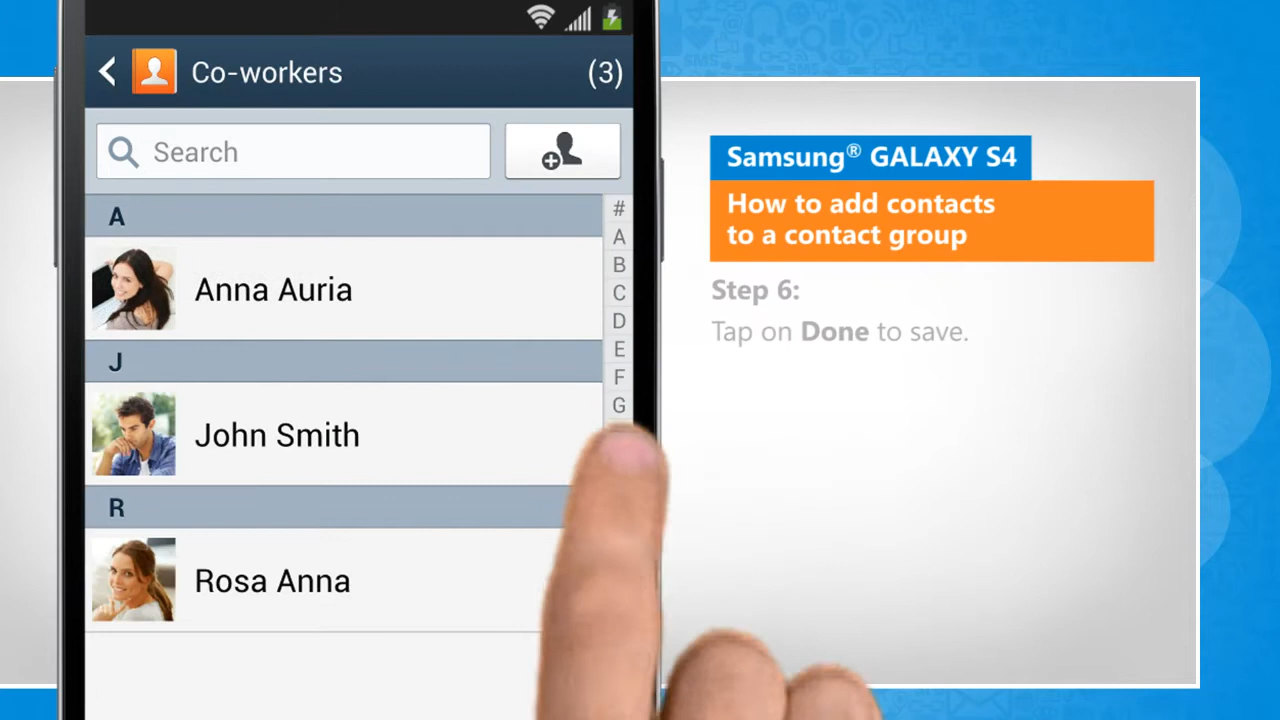 Co-workers (3)
Search
A
Anna Auria
J
John Smith
R
Rosa Anna
#
A
B
C
D
E
F
G
Samsung® GALAXY S4
How to add contacts
to a contact group
Step 6:
Tap on Done to save.